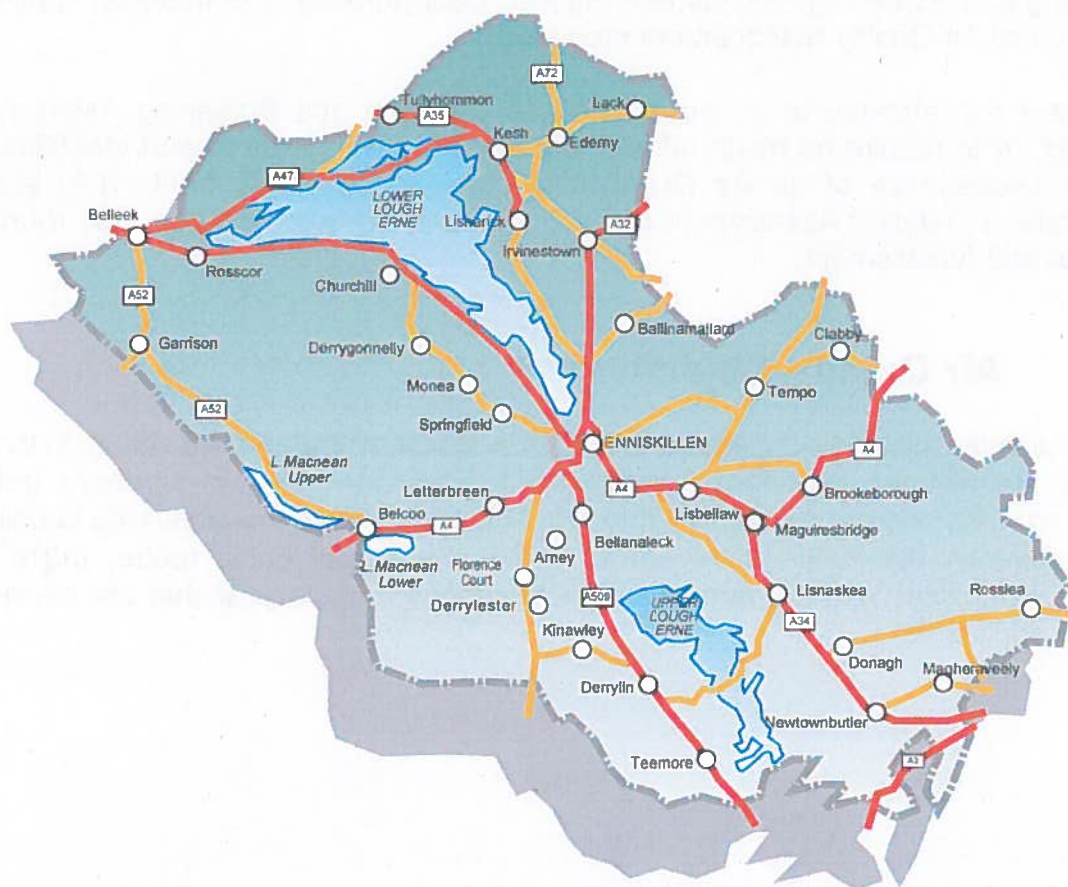 A72
Lack
Tullyhommon
A35
Kesh
Ederny
A47
LOWER
LOUGH
ERNE
Lisnarick
A32
Belleek
Irvinestown
Rosscor
Churchill
A52
Garrison
Derrygonnelly
Ballinamallard
Clabby
Monea
Tempo
A52
Springfield
ENNISKILLEN
A4
L.Macnean
Upper
Letterbreen
A4
Lisbellaw
Brookeborough
Belcoo
A4
Bellanaleck
Maguiresbridge
L.Macnean
Lower
Arney
Florence
Court
Derrylester
A509
UPPER
LOUGH
ERNE
Lisnaskea
Rosslea
A34
Kinawley
Donagh
Magheraveely
Derrylin
Newtownbutler
Teemore
A3